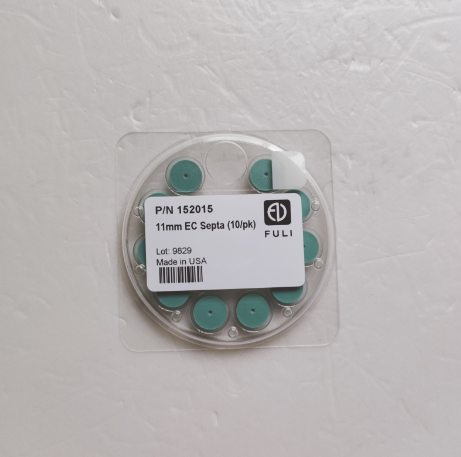 P/N 152015
11mm EC Septa (10/pk)
FULI
Lot: 9829
Made in USA